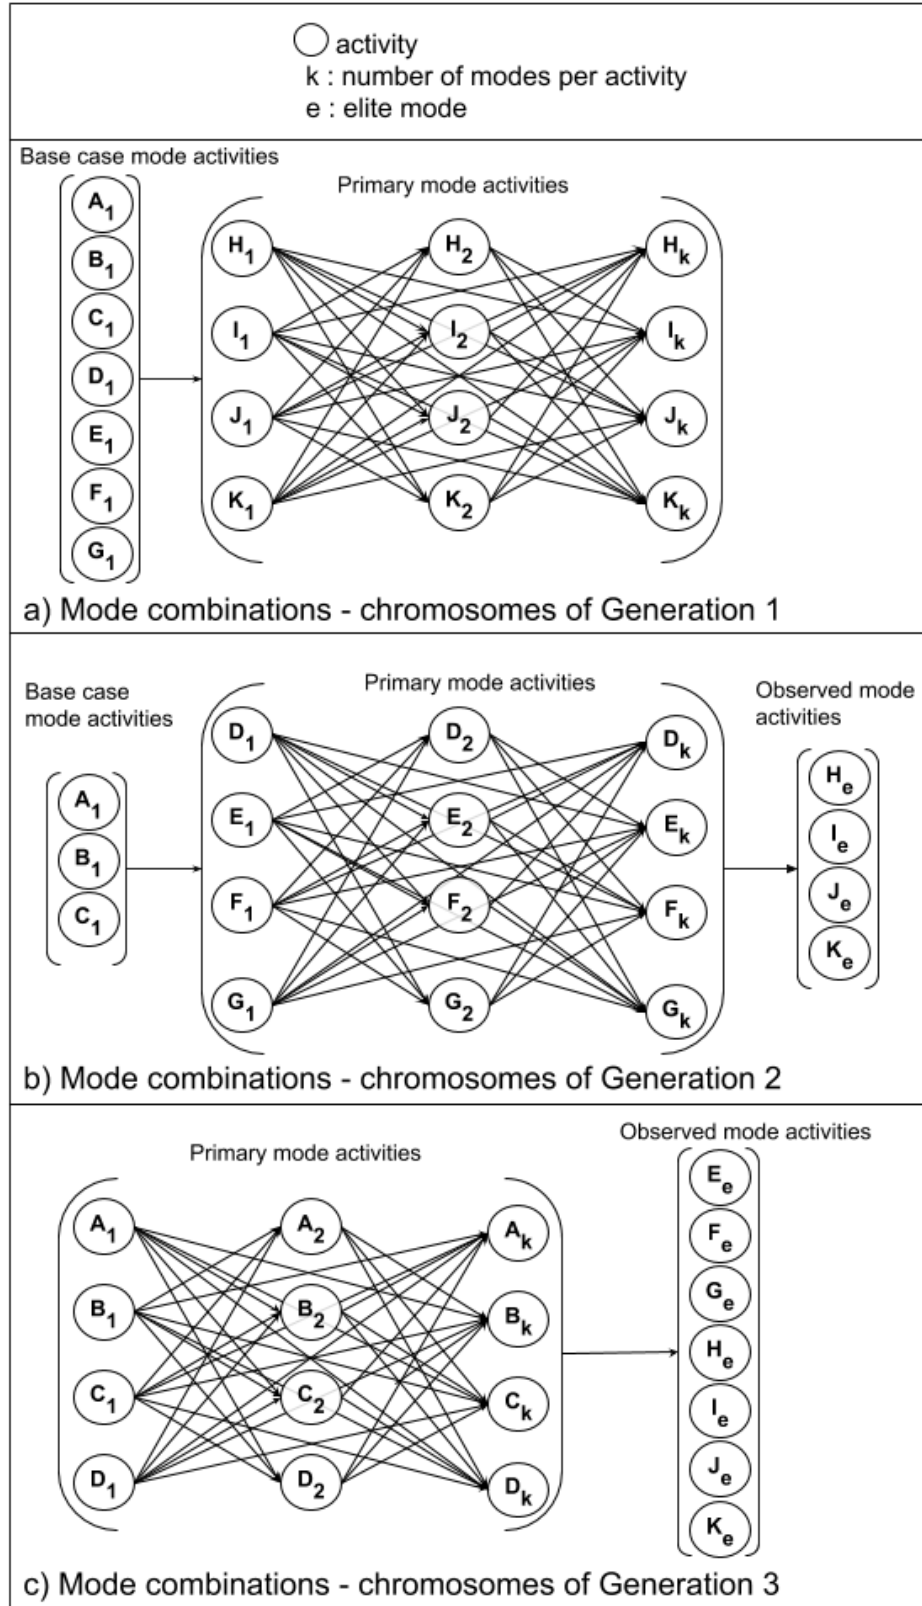 activity
k : number of modes per activity
e : elite mode
Base case mode activities
Primary mode activities
A1
B1
C1
D1
E1
F1
G1
H1 H2 Hk
I1 I2 Ik
J1 J2 Jk
K1 K2 Kk
a) Mode combinations - chromosomes of Generation 1
Base case
mode activities
Primary mode activities
Observed mode
activities
A1
B1
C1
D1 D2 Dk
E1 E2 Ek
F1 F2 Fk
G1 G2 Gk
He
Ie
Je
Ke
b) Mode combinations - chromosomes of Generation 2
Primary mode activities
Observed mode activities
A1 A2 Ak
B1 B2 Bk
C1 C2 Ck
D1 D2 Dk
Ee
Fe
Ge
He
Ie
Je
Ke
c) Mode combinations - chromosomes of Generation 3